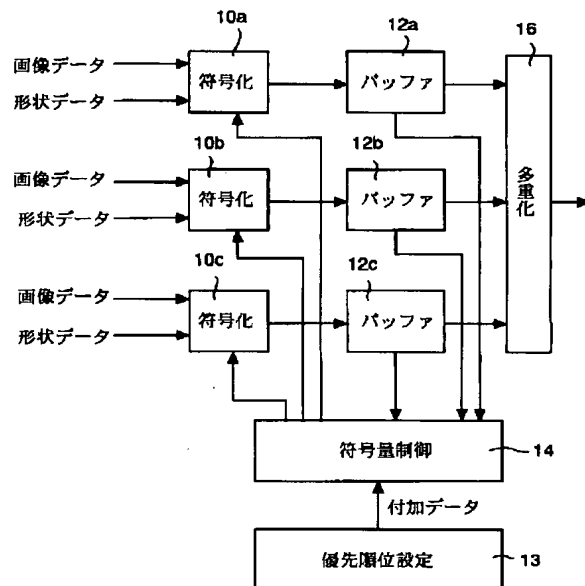 10a
12a
16
画像データ
形状データ
符号化
バッファ
多重化
10b
12b
画像データ
形状データ
符号化
バッファ
10c
12c
画像データ
形状データ
符号化
バッファ
符号量制御
14
付加データ
優先順位設定
13